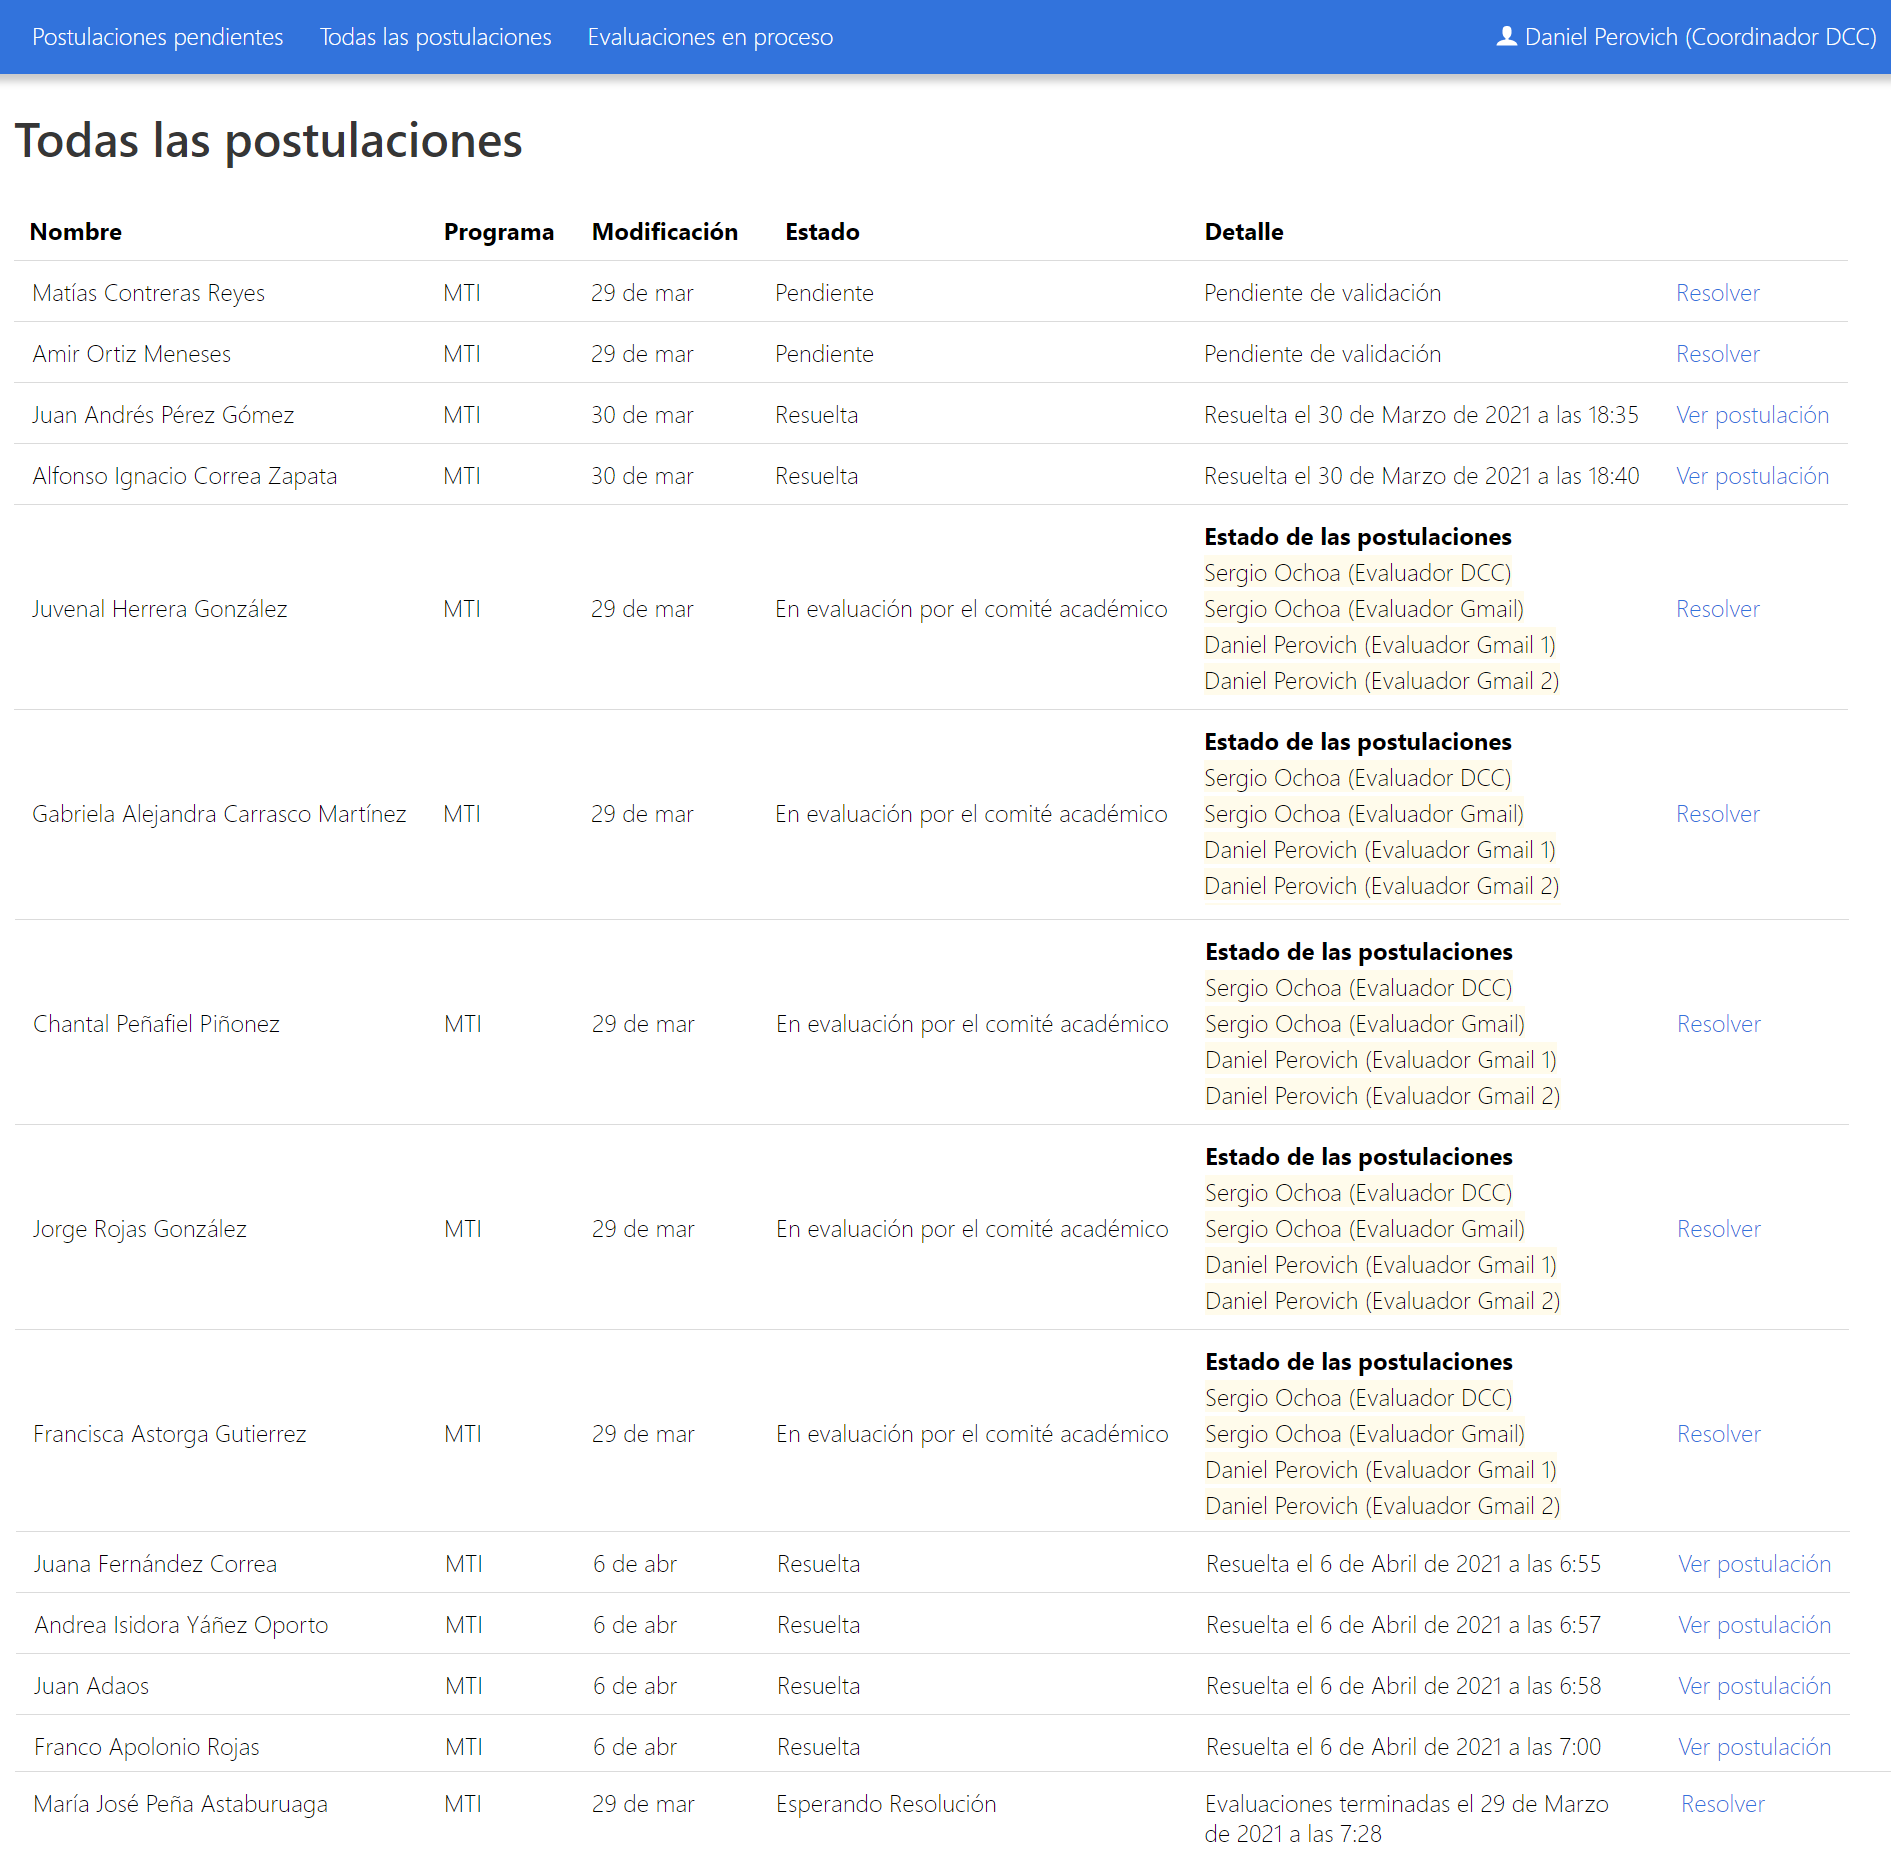 Postulaciones pendientes Todas las postulaciones Evaluaciones en proceso Daniel Perovich (Coordinador DCC)
Todas las postulaciones
Nombre Programa Modificación Estado Detalle
Matías Contreras Reyes MTI 29 de mar Pendiente Pendiente de validación Resolver
Amir Ortiz Meneses MTI 29 de mar Pendiente Pendiente de validación Resolver
Juan Andrés Pérez Gómez MTI 30 de mar Resuelta Resuelta el 30 de Marzo de 2021 a las 18:35 Ver postulación
Alfonso Ignacio Correa Zapata MTI 30 de mar Resuelta Resuelta el 30 de Marzo de 2021 a las 18:40 Ver postulación
Estado de las postulaciones
Sergio Ochoa (Evaluador DCC)
Juvenal Herrera González MTI 29 de mar En evaluación por el comité académico Sergio Ochoa (Evaluador Gmail) Resolver
Daniel Perovich (Evaluador Gmail 1)
Daniel Perovich (Evaluador Gmail 2)
Estado de las postulaciones
Sergio Ochoa (Evaluador DCC)
Gabriela Alejandra Carrasco Martínez MTI 29 de mar En evaluación por el comité académico Sergio Ochoa (Evaluador Gmail) Resolver
Daniel Perovich (Evaluador Gmail 1)
Daniel Perovich (Evaluador Gmail 2)
Estado de las postulaciones
Sergio Ochoa (Evaluador DCC)
Chantal Peñafiel Piñonez MTI 29 de mar En evaluación por el comité académico Sergio Ochoa (Evaluador Gmail) Resolver
Daniel Perovich (Evaluador Gmail 1)
Daniel Perovich (Evaluador Gmail 2)
Estado de las postulaciones
Sergio Ochoa (Evaluador DCC)
Jorge Rojas González MTI 29 de mar En evaluación por el comité académico Sergio Ochoa (Evaluador Gmail) Resolver
Daniel Perovich (Evaluador Gmail 1)
Daniel Perovich (Evaluador Gmail 2)
Estado de las postulaciones
Sergio Ochoa (Evaluador DCC)
Francisca Astorga Gutierrez MTI 29 de mar En evaluación por el comité académico Sergio Ochoa (Evaluador Gmail) Resolver
Daniel Perovich (Evaluador Gmail 1)
Daniel Perovich (Evaluador Gmail 2)
Juana Fernández Correa MTI 6 de abr Resuelta Resuelta el 6 de Abril de 2021 a las 6:55 Ver postulación
Andrea Isidora Yáñez Oporto MTI 6 de abr Resuelta Resuelta el 6 de Abril de 2021 a las 6:57 Ver postulación
Juan Adaos MTI 6 de abr Resuelta Resuelta el 6 de Abril de 2021 a las 6:58 Ver postulación
Franco Apolonio Rojas MTI 6 de abr Resuelta Resuelta el 6 de Abril de 2021 a las 7:00 Ver postulación
María José Peña Astaburuaga MTI 29 de mar Esperando Resolución Evaluaciones terminadas el 29 de Marzo Resolver
de 2021 a las 7:28